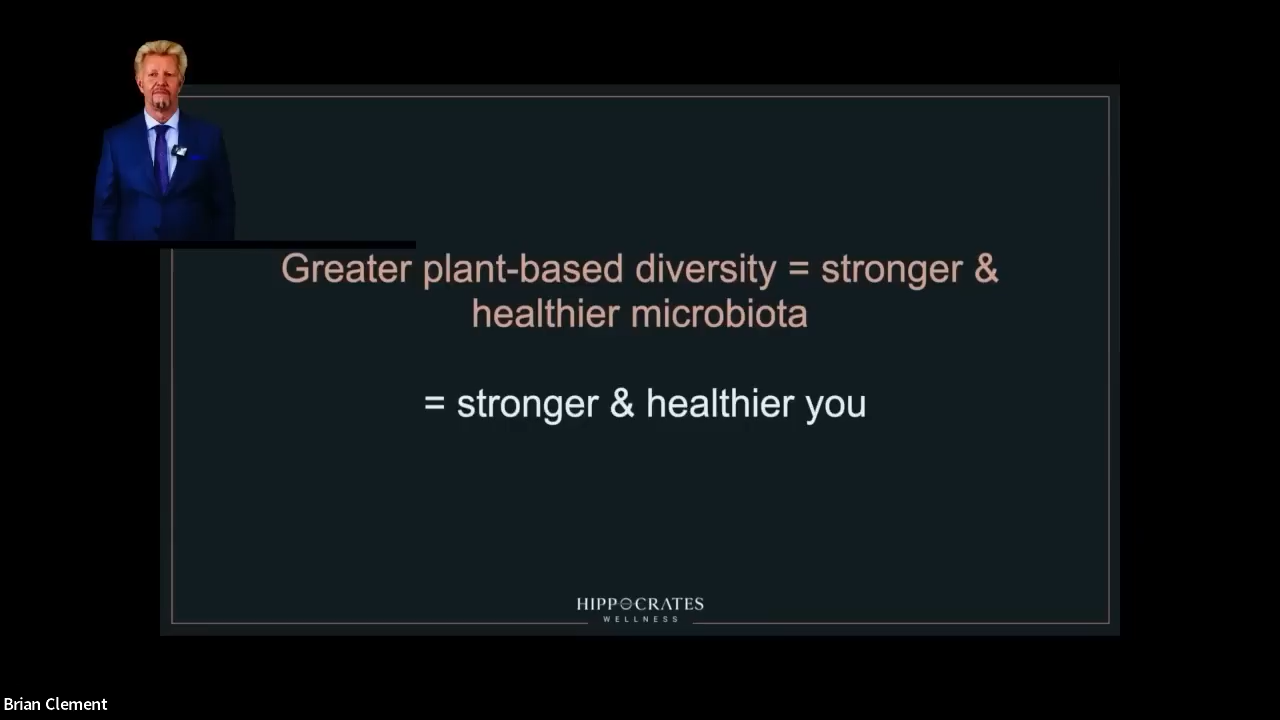 Greater plant-based diversity = stronger &
healthier microbiota
= stronger & healthier you
HIPPOCRATES
WELLNESS
Brian Clement